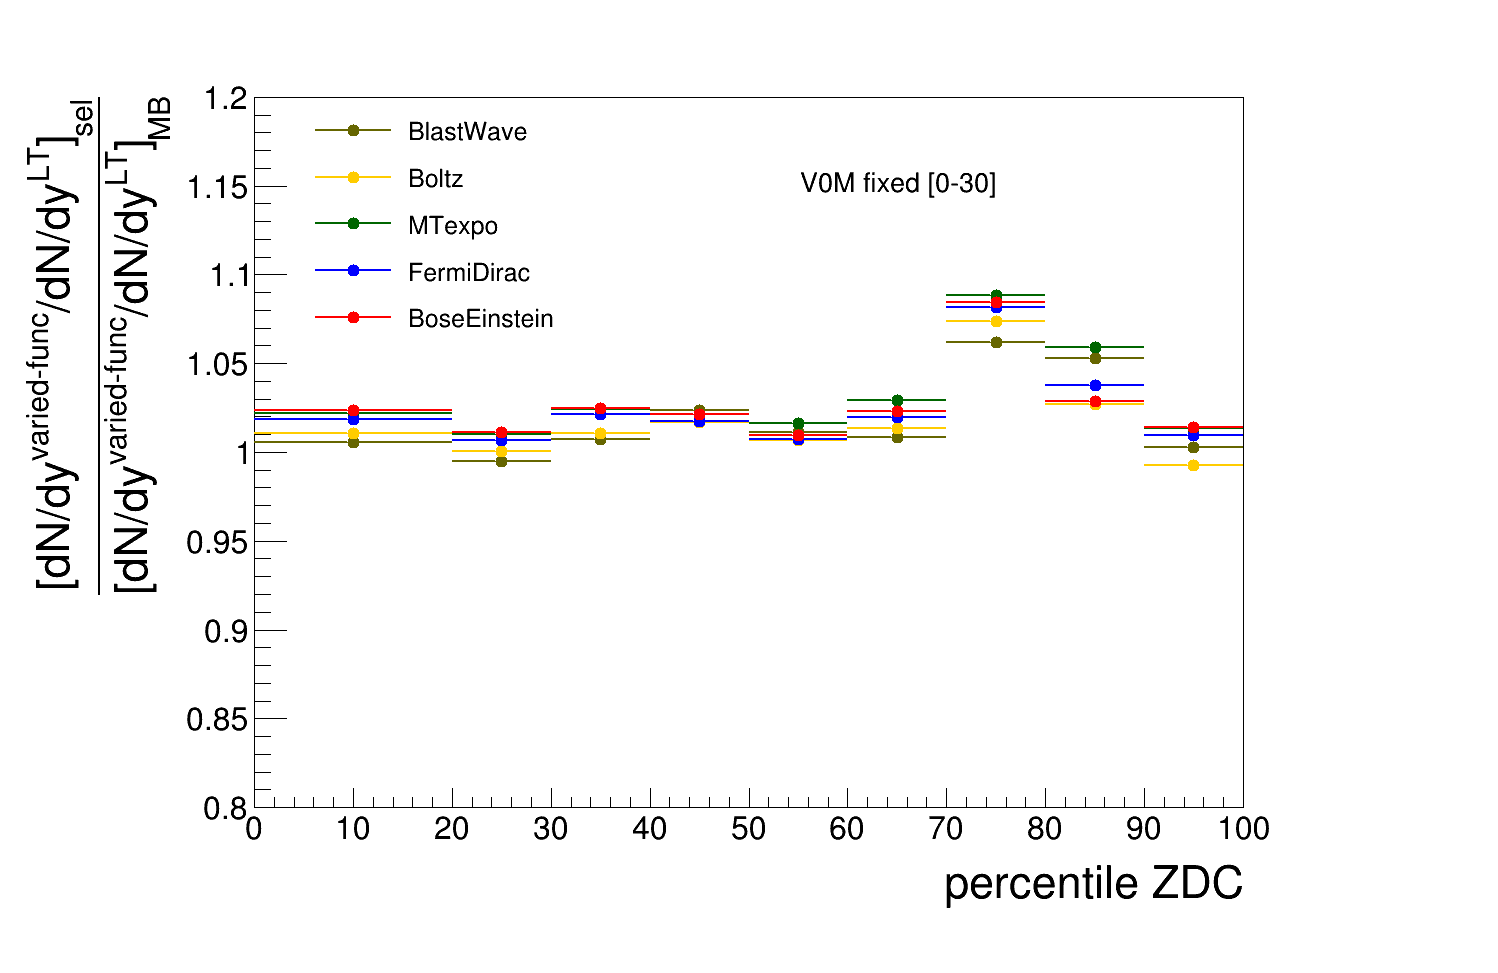 [dN/dy^varied-func/dN/dy^LT]_sel
[dN/dy^varied-func/dN/dy^LT]_MB
1.2
1.15
1.1
1.05
1
0.95
0.9
0.85
0.8
BlastWave
Boltz
MTexpo
FermiDirac
BoseEinstein
V0M fixed [0-30]
0 10 20 30 40 50 60 70 80 90 100
percentile ZDC